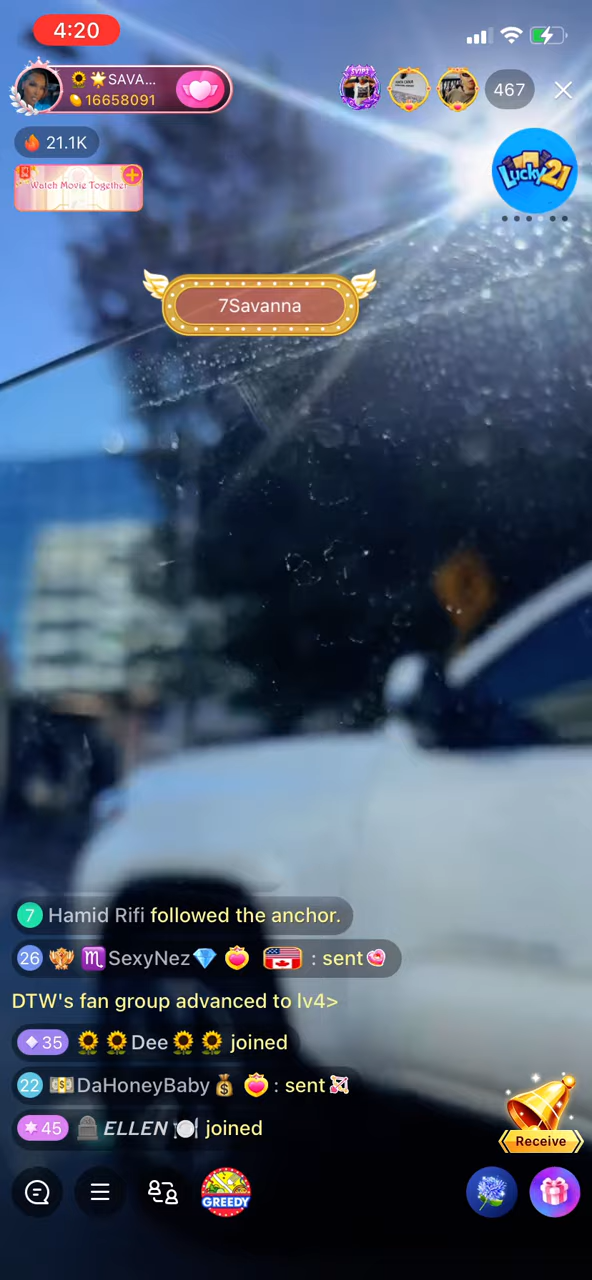 4:20
🌻🌟SAVA...
16658091
467
21.1K
Watch Movie Together
Lucky21
7Savanna
7 Hamid Rifi followed the anchor.
26 ♏SexyNez💎 : sent
DTW's fan group advanced to lv4>
35 🌻🌻Dee🌻🌻 joined
22 💵DaHoneyBaby💰 : sent💘
45 🪦ELLEN🍽️ joined
Receive
GREEDY